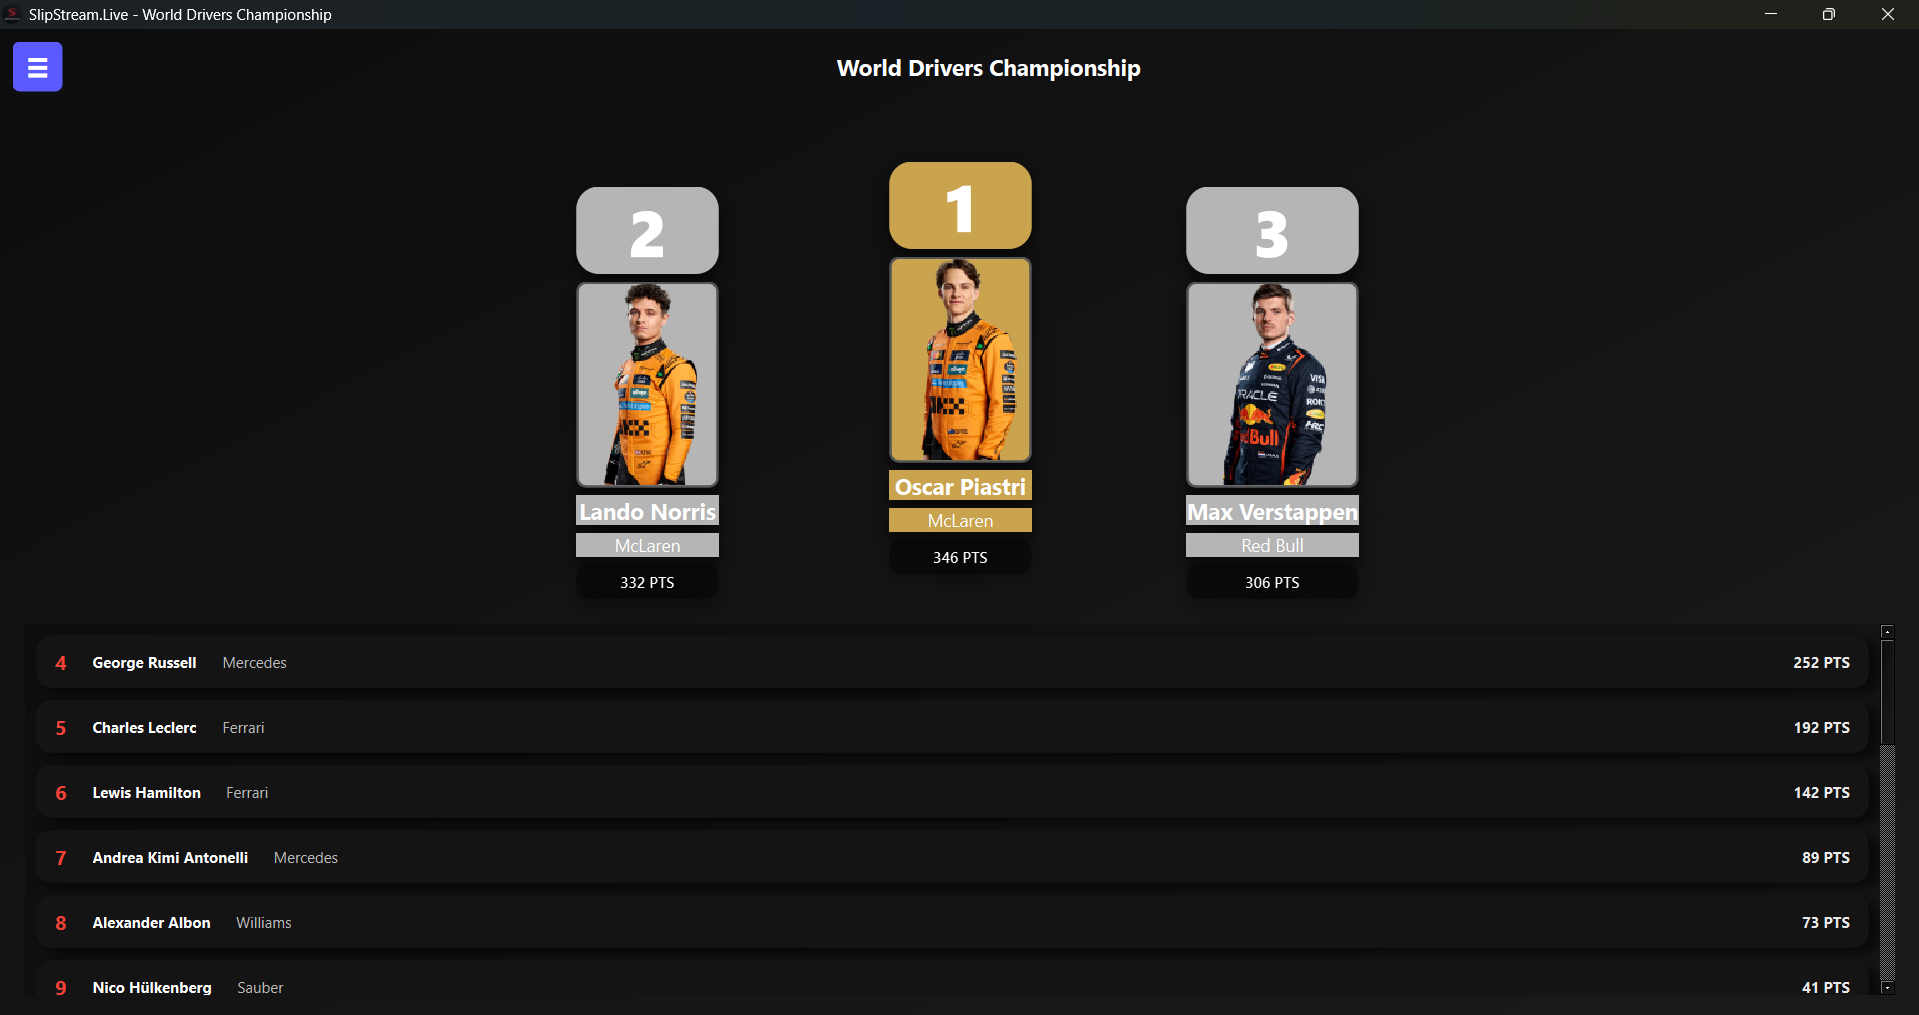 SlipStream.Live - World Drivers Championship
World Drivers Championship
2
Lando Norris
McLaren
332 PTS
1
Oscar Piastri
McLaren
346 PTS
3
Max Verstappen
Red Bull
306 PTS
4 George Russell Mercedes 252 PTS
5 Charles Leclerc Ferrari 192 PTS
6 Lewis Hamilton Ferrari 142 PTS
7 Andrea Kimi Antonelli Mercedes 89 PTS
8 Alexander Albon Williams 73 PTS
9 Nico Hülkenberg Sauber 41 PTS